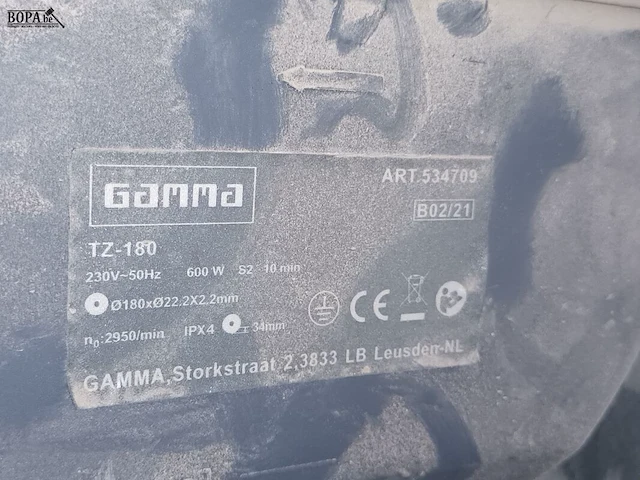 BOPA.be
GAMMA
ART.534709
B02/21
TZ-180
230V~50Hz 600 W S2 10 min
Ø180xØ22.2X2.2mm
n₀:2950/min IPX4 34mm
CE
GAMMA,Storkstraat 2,3833 LB Leusden-NL